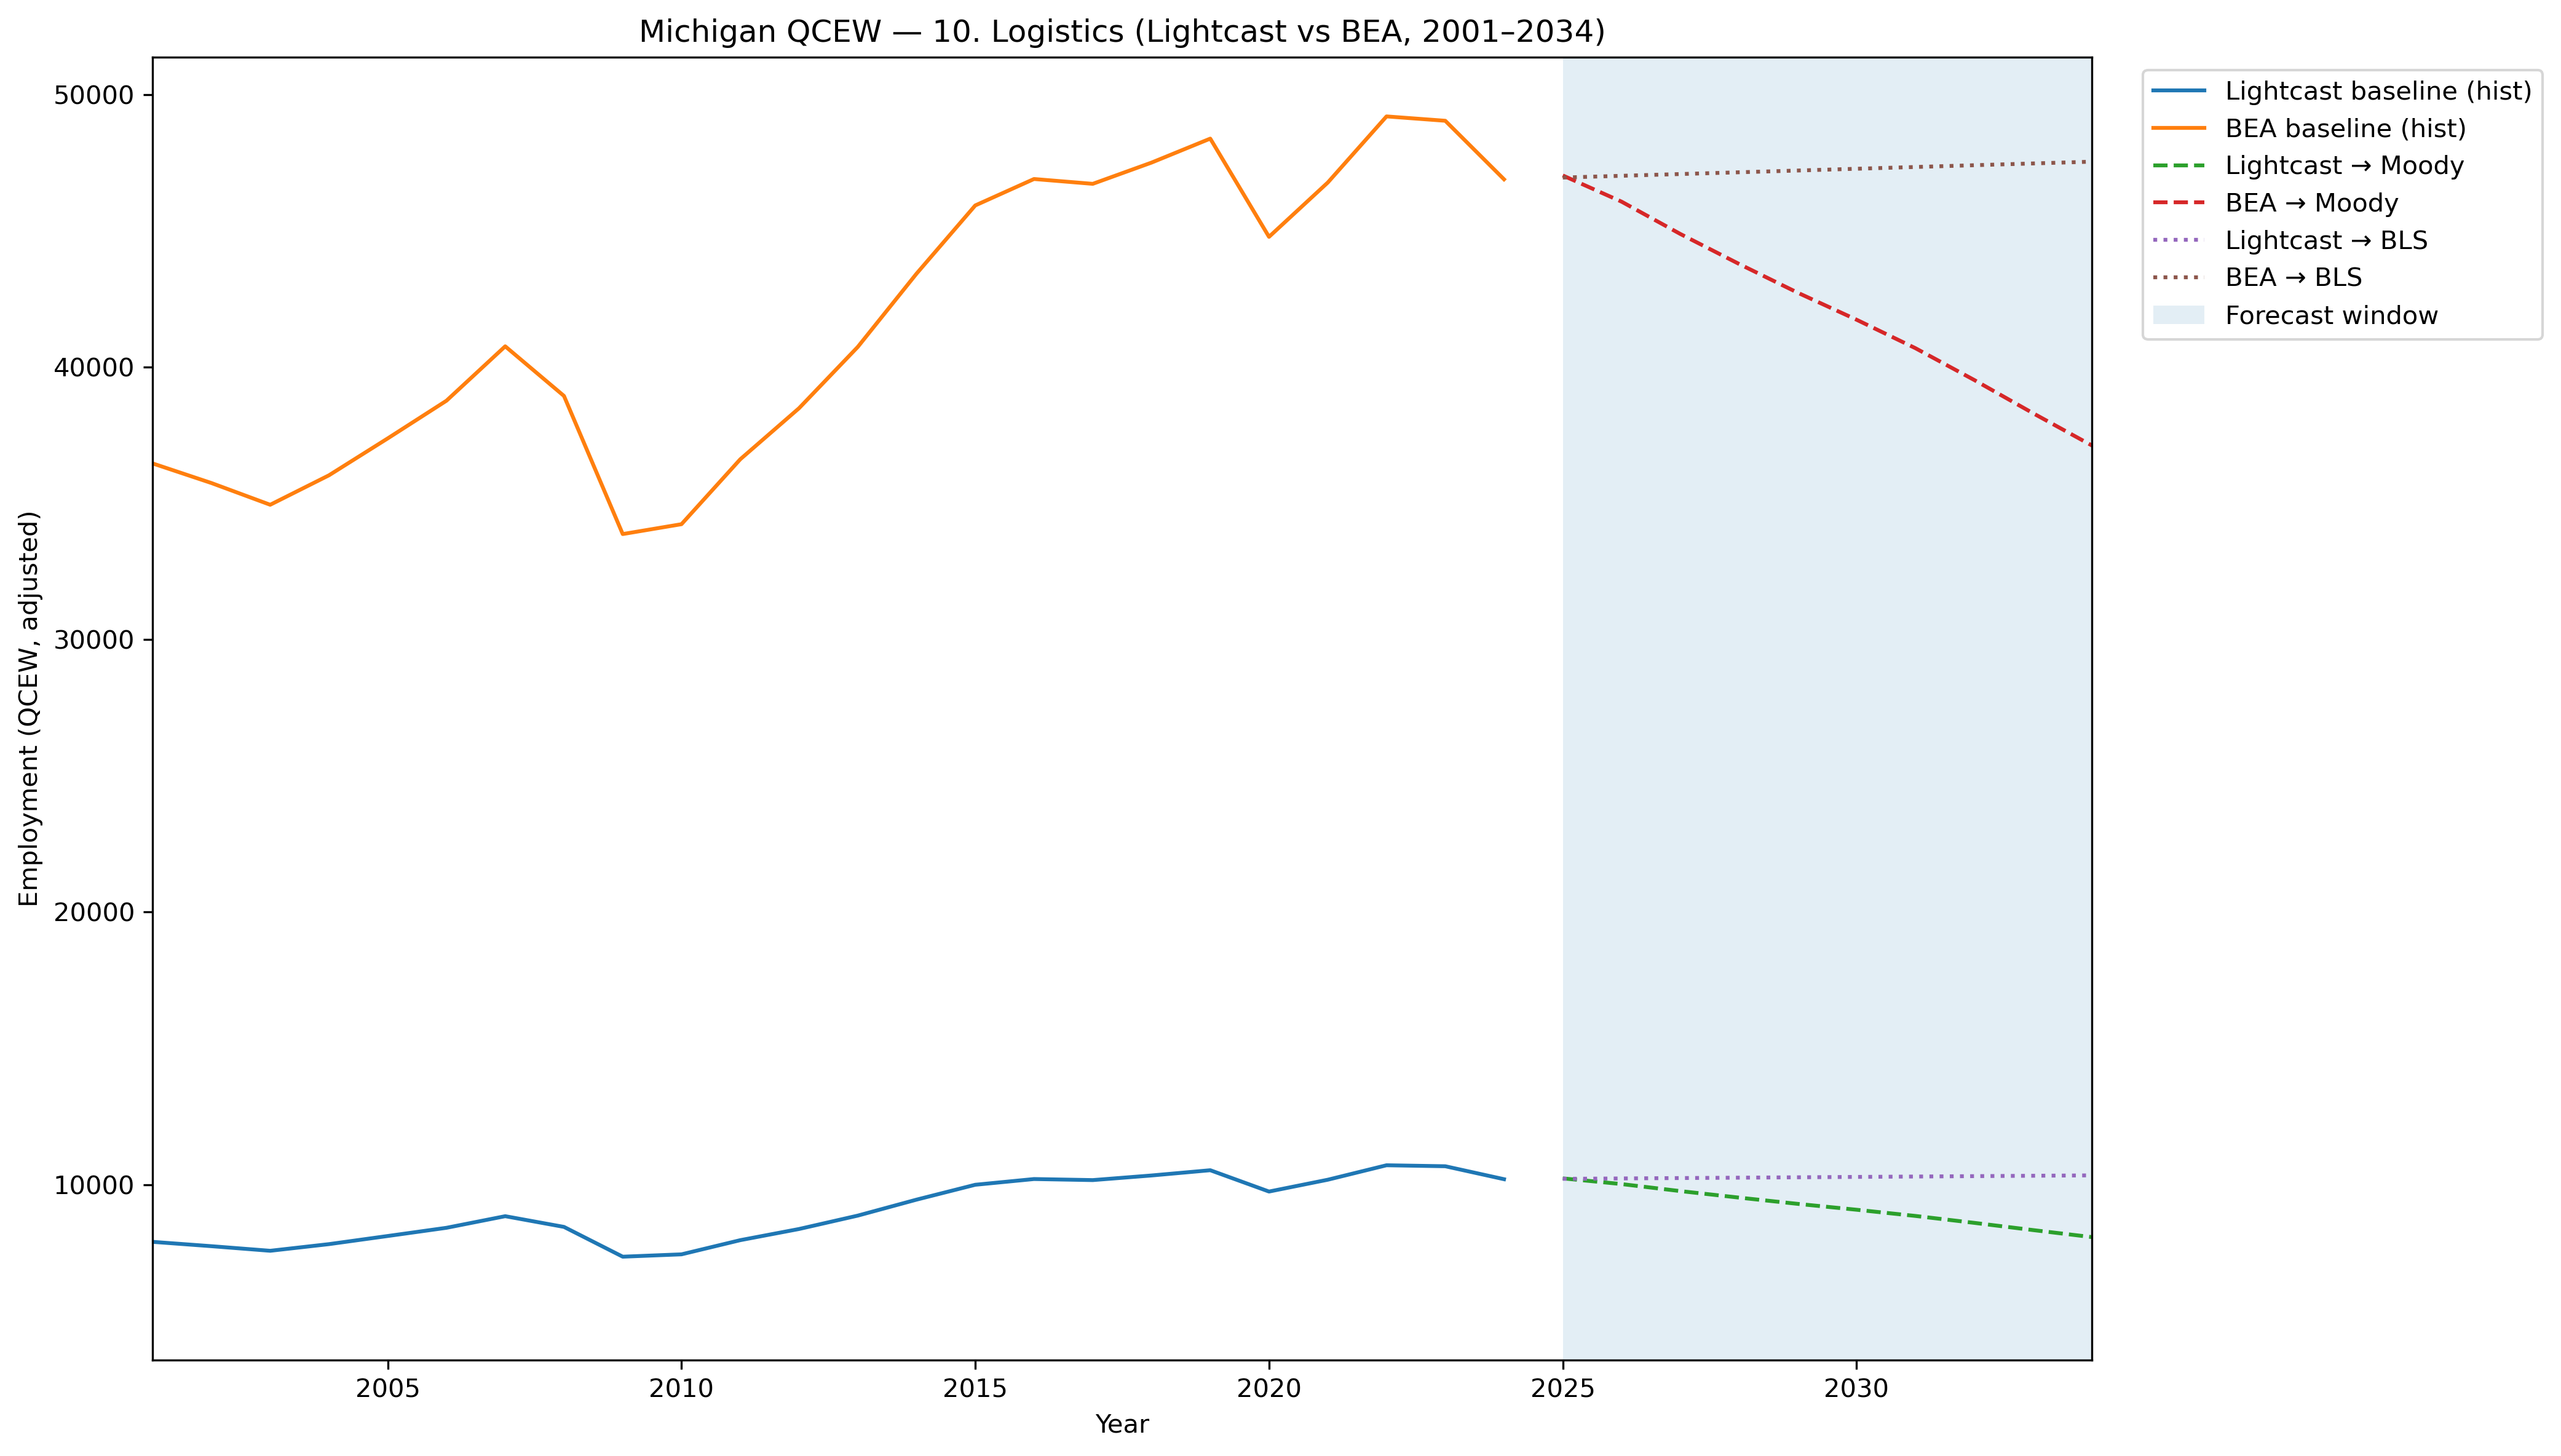 Michigan QCEW — 10. Logistics (Lightcast vs BEA, 2001–2034)
Lightcast baseline (hist)
BEA baseline (hist)
Lightcast → Moody
BEA → Moody
Lightcast → BLS
BEA → BLS
Forecast window
Employment (QCEW, adjusted)
50000
40000
30000
20000
10000
2005
2010
2015
2020
2025
2030
Year